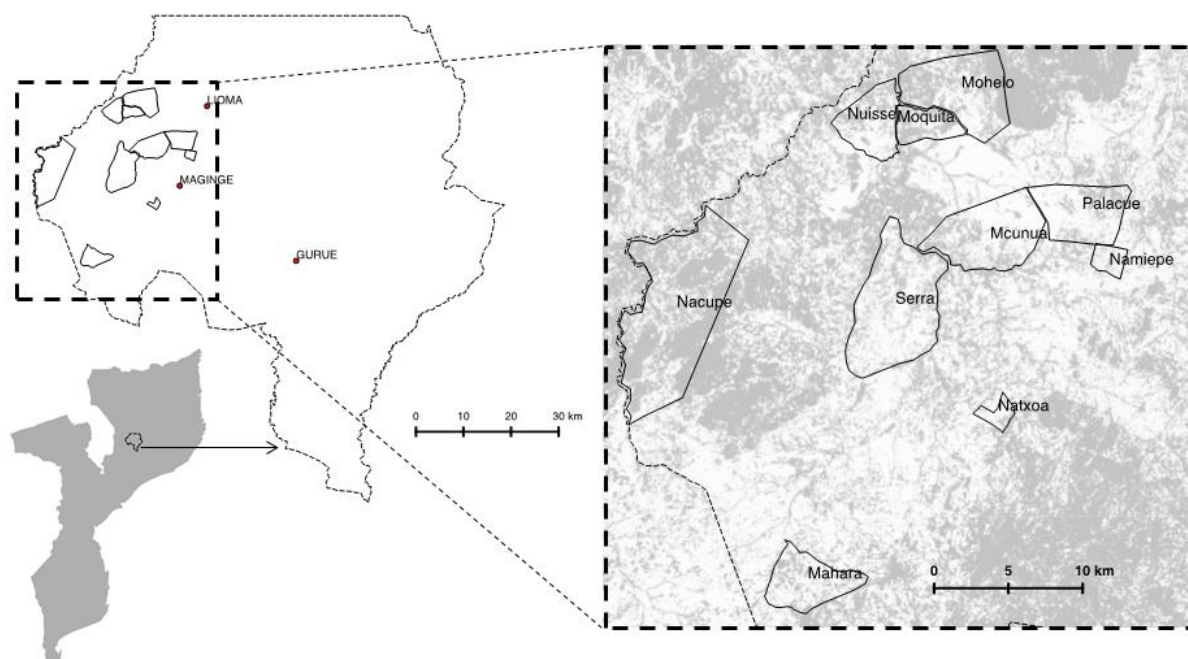 LIOMA
MAGINGE
GURUE
0 10 20 30 km
Mohelo
Nuisse
Moquita
Palacue
Mcunua
Namiepe
Nacupe
Serra
Natxoa
Mahara
0 5 10 km